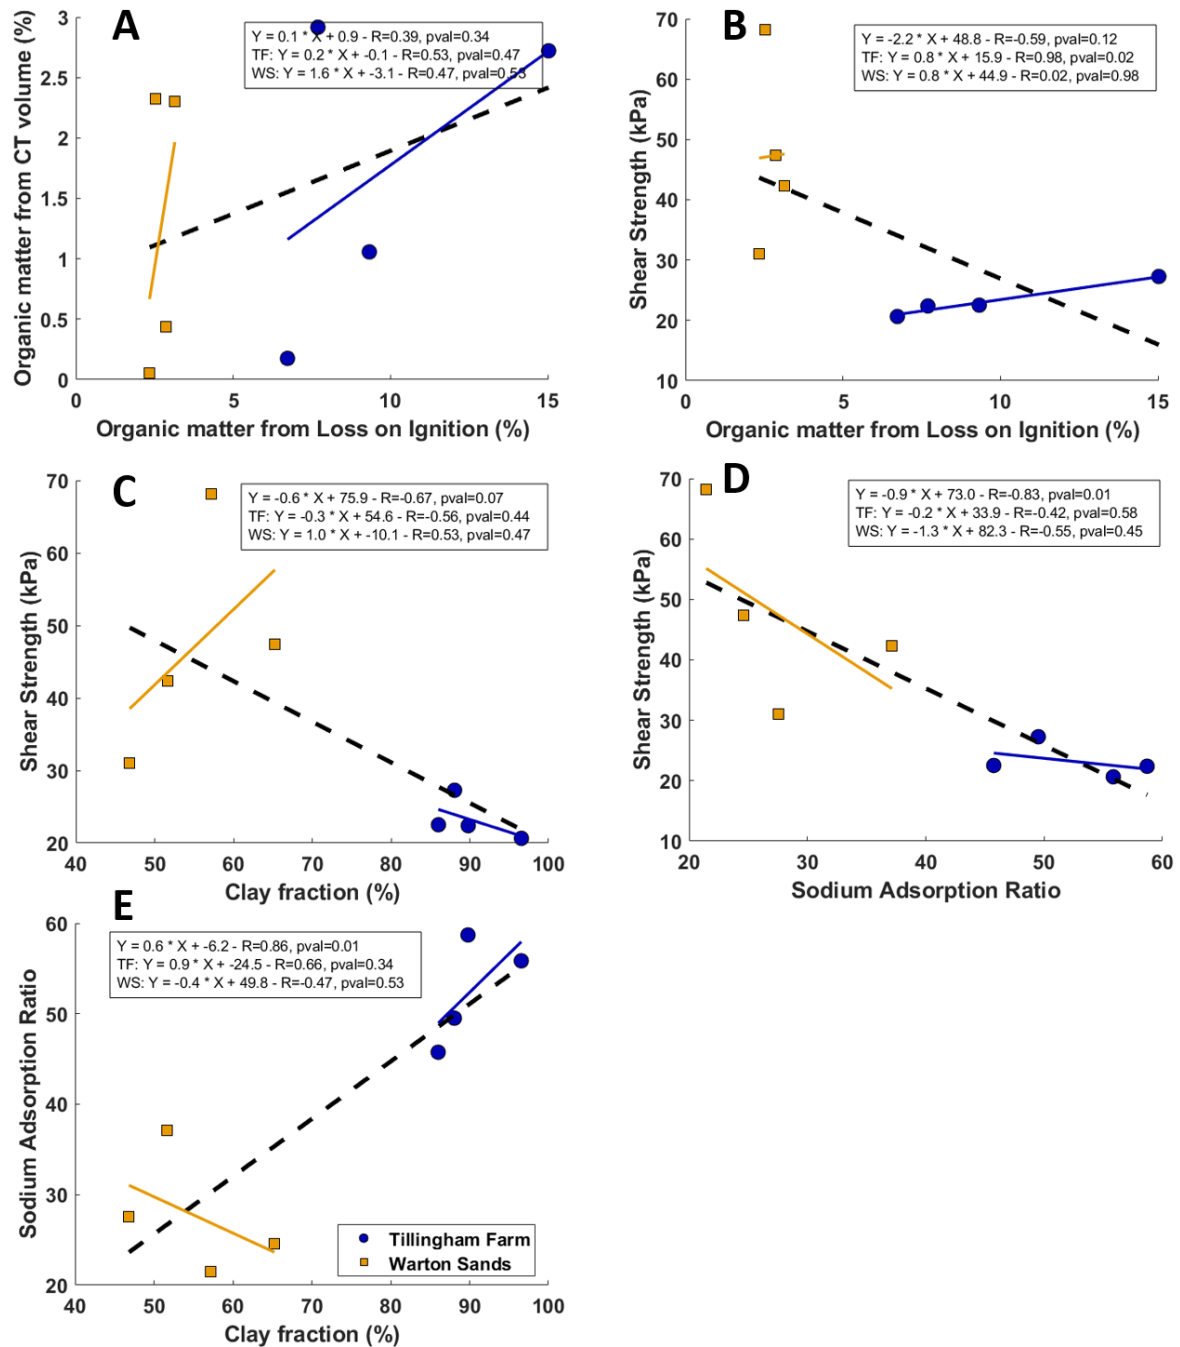 A
Y = 0.1 * X + 0.9 - R=0.39, pval=0.34
TF: Y = 0.2 * X + -0.1 - R=0.53, pval=0.47
WS: Y = 1.6 * X + -3.1 - R=0.47, pval=0.53
Organic matter from CT volume (%)
3
2.5
2
1.5
1
0.5
0
0 5 10 15
Organic matter from Loss on Ignition (%)
B
Y = -2.2 * X + 48.8 - R=-0.59, pval=0.12
TF: Y = 0.8 * X + 15.9 - R=0.98, pval=0.02
WS: Y = 0.8 * X + 44.9 - R=0.02, pval=0.98
Shear Strength (kPa)
70
60
50
40
30
20
10
0 5 10 15
Organic matter from Loss on Ignition (%)
C
Y = -0.6 * X + 75.9 - R=-0.67, pval=0.07
TF: Y = -0.3 * X + 54.6 - R=-0.56, pval=0.44
WS: Y = 1.0 * X + -10.1 - R=0.53, pval=0.47
Shear Strength (kPa)
70
60
50
40
30
20
40 50 60 70 80 90 100
Clay fraction (%)
D
Y = -0.9 * X + 73.0 - R=-0.83, pval=0.01
TF: Y = -0.2 * X + 33.9 - R=-0.42, pval=0.58
WS: Y = -1.3 * X + 82.3 - R=-0.55, pval=0.45
Shear Strength (kPa)
70
60
50
40
30
20
10
20 30 40 50 60
Sodium Adsorption Ratio
E
Y = 0.6 * X + -6.2 - R=0.86, pval=0.01
TF: Y = 0.9 * X + -24.5 - R=0.66, pval=0.34
WS: Y = -0.4 * X + 49.8 - R=-0.47, pval=0.53
Sodium Adsorption Ratio
60
50
40
30
20
40 50 60 70 80 90 100
Clay fraction (%)
Tillingham Farm
Warton Sands